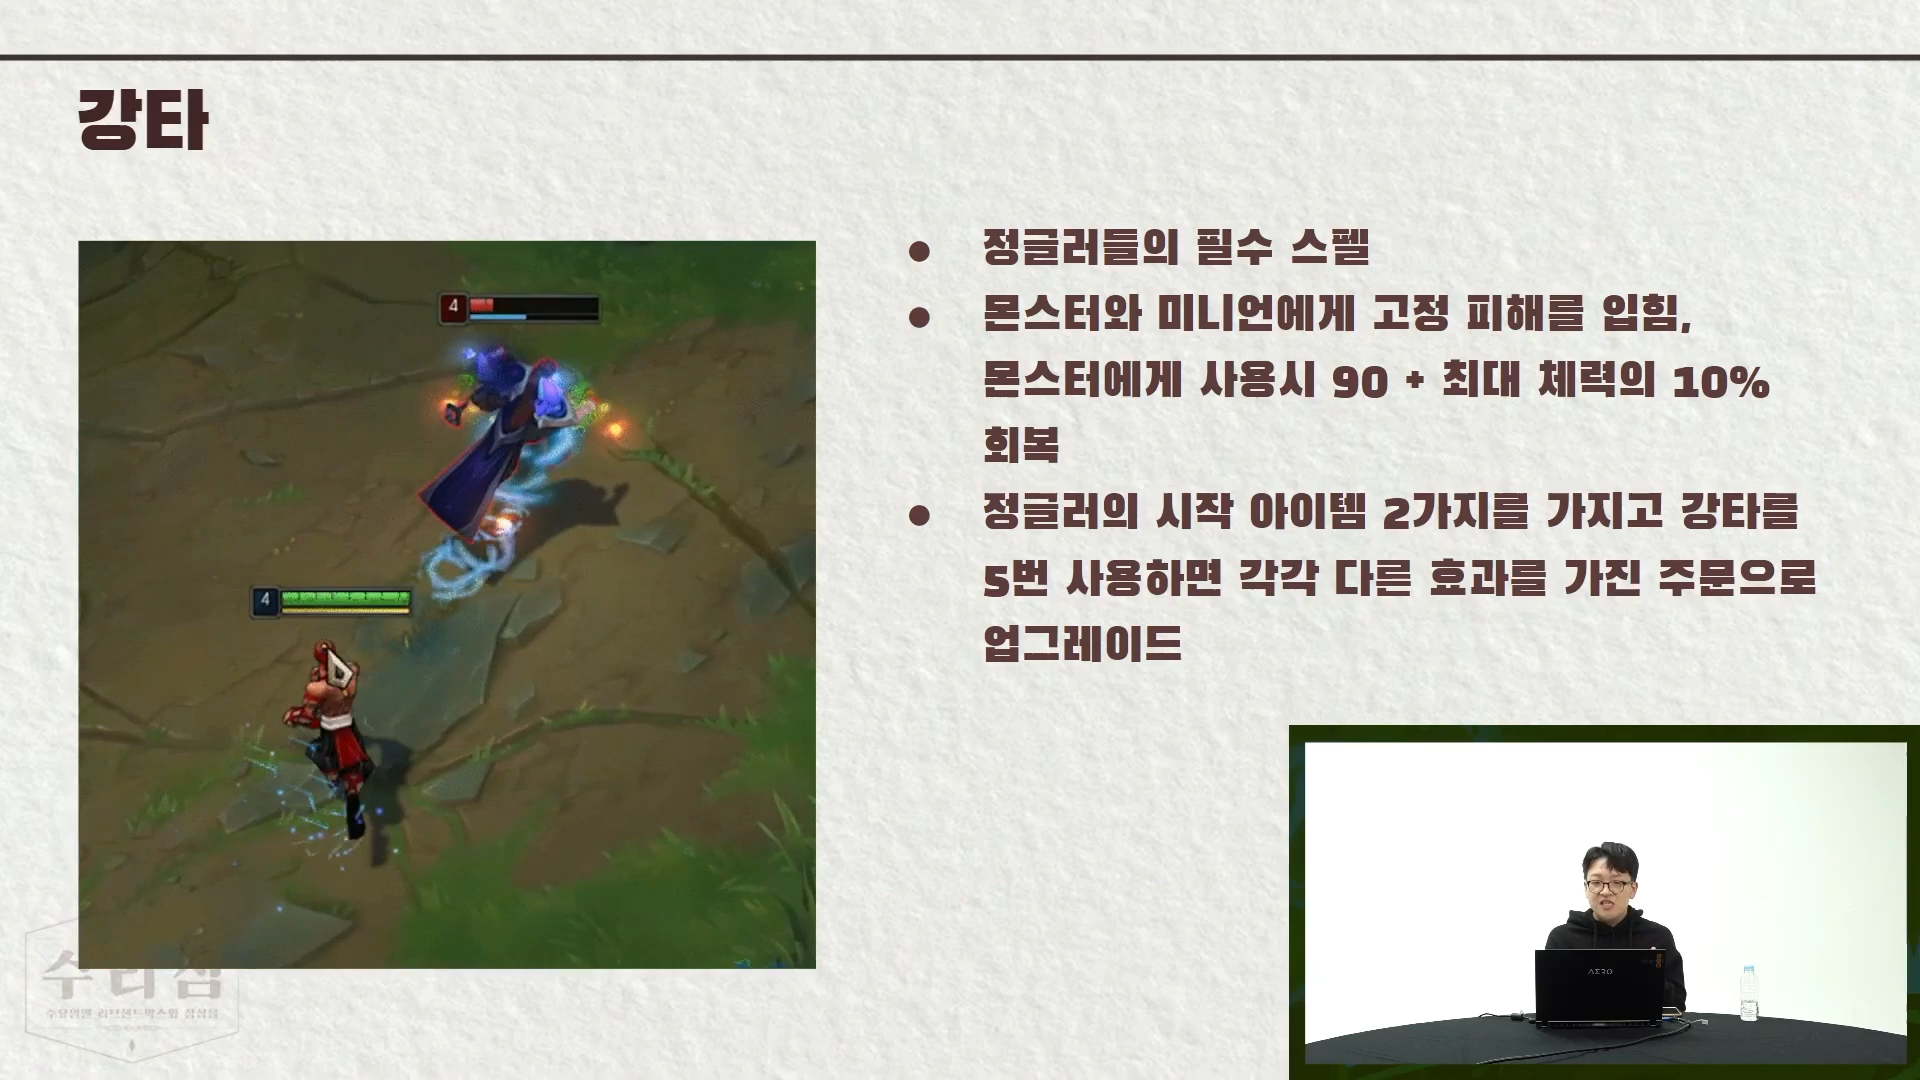 강타
● 정글러들의 필수 스펠
● 몬스터와 미니언에게 고정 피해를 입힘,
몬스터에게 사용시 90 + 최대 체력의 10%
회복
● 정글러의 시작 아이템 2가지를 가지고 강타를
5번 사용하면 각각 다른 효과를 가진 주문으로
업그레이드
4
4
AERO
수리샘